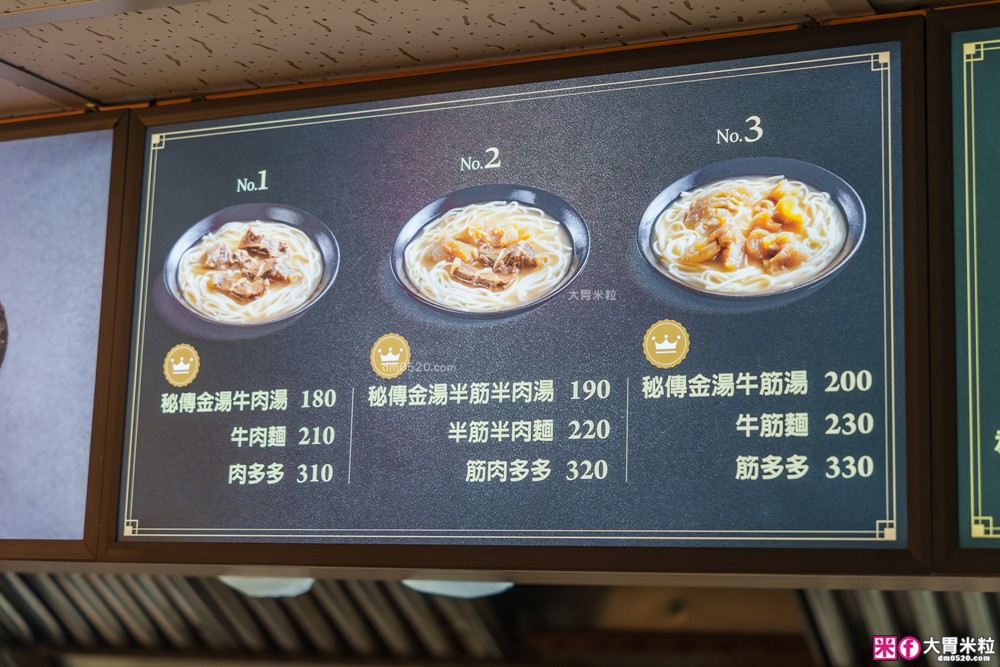 No.1
秘傳金湯牛肉湯 180
牛肉麵 210
肉多多 310
No.2
秘傳金湯半筋半肉湯 190
半筋半肉麵 220
筋肉多多 320
No.3
秘傳金湯牛筋湯 200
牛筋麵 230
筋多多 330
大胃米粒
dm0520.com
米 f 大胃米粒
dm0520.com